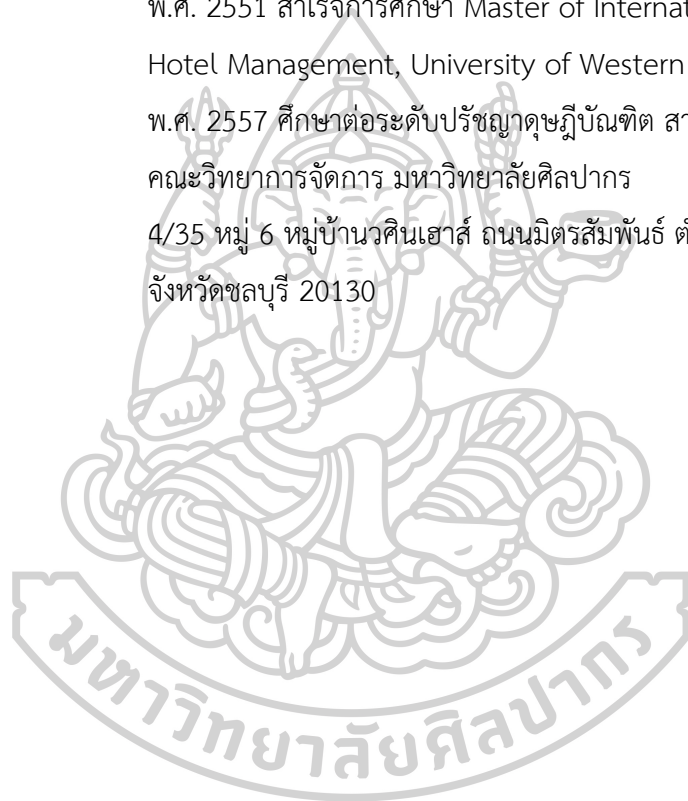 พ.ศ. 2551 สำเร็จการศึกษา Master of Internat
Hotel Management, University of Western
พ.ศ. 2557 ศึกษาต่อระดับปรัชญาดุษฎีบัณฑิต สา
คณะวิทยาการจัดการ มหาวิทยาลัยศิลปากร
4/35 หมู่ 6 หมู่บ้านวศินเฮาส์ ถนนมิตรสัมพันธ์ ตำ
จังหวัดชลบุรี 20130
มหาวิทยาลัยศิลปากร